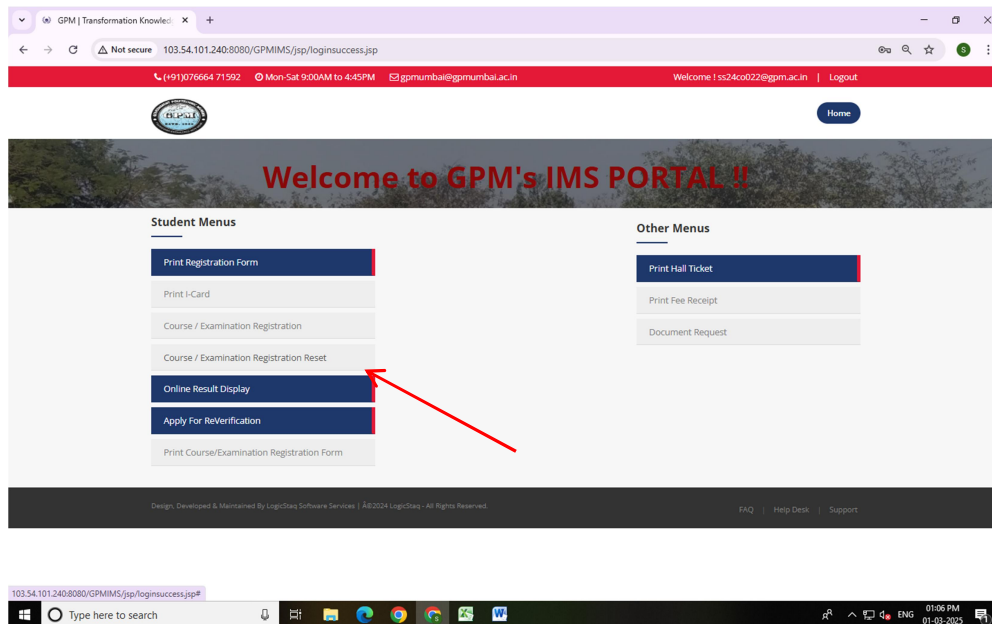 GPM | Transformation Knowled
Not secure 103.54.101.240:8080/GPMIMS/jsp/loginsuccess.jsp
S
(+91)076664 71592 Mon-Sat 9:00AM to 4:45PM gpmumbai@gpmumbai.ac.in Welcome ! ss24co022@gpm.ac.in | Logout
GPMI
Home
Welcome to GPM's IMS PORTAL !!
Student Menus
Print Registration Form
Print I-Card
Course / Examination Registration
Course / Examination Registration Reset
Online Result Display
Apply For ReVerification
Print Course/Examination Registration Form
Other Menus
Print Hall Ticket
Print Fee Receipt
Document Request
Design, Developed & Maintained By LogicStaq Software Services | Â©2024 LogicStaq - All Rights Reserved.
FAQ | Help Desk | Support
103.54.101.240:8080/GPMIMS/jsp/loginsuccess.jsp#
Type here to search
ENG
01:06 PM
01-03-2025